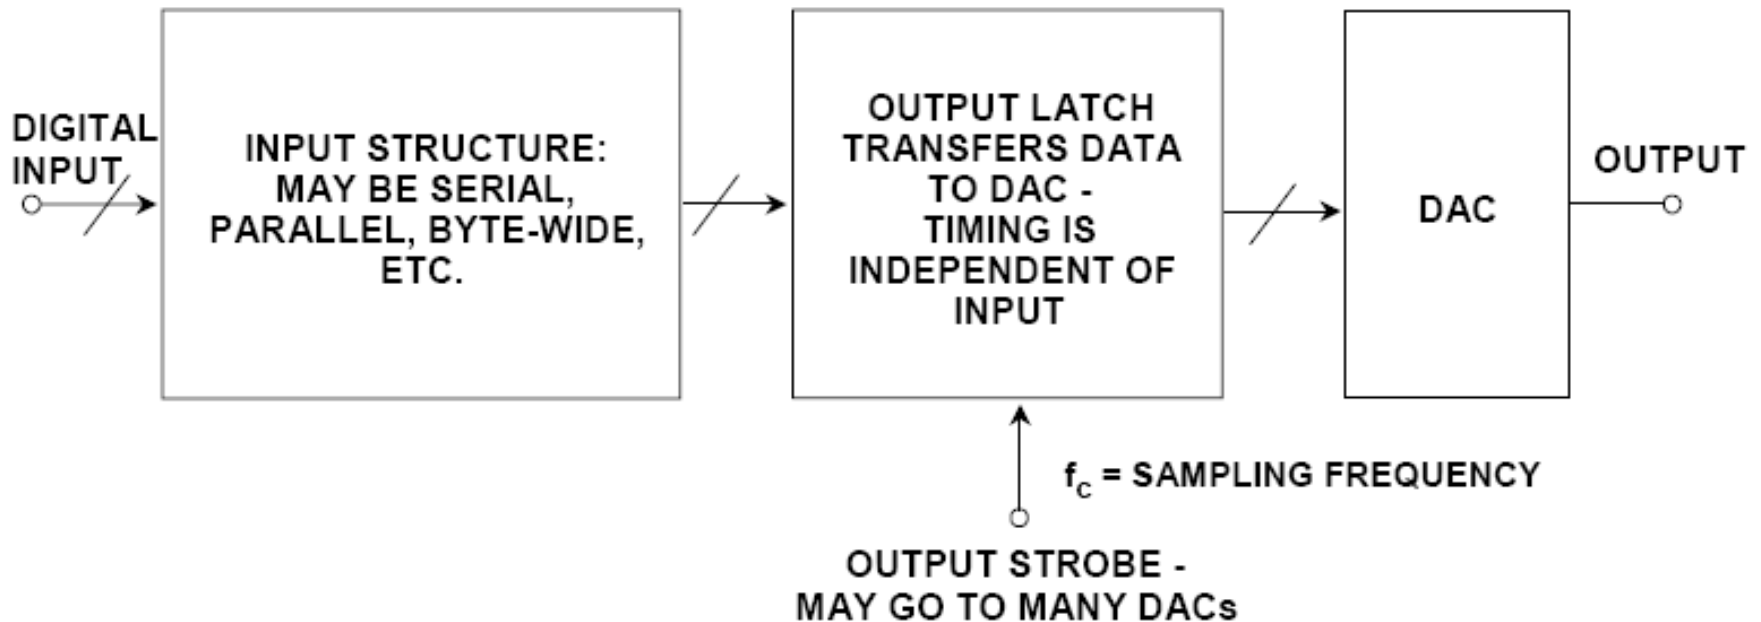 DIGITAL
INPUT
INPUT STRUCTURE:
MAY BE SERIAL,
PARALLEL, BYTE-WIDE,
ETC.
OUTPUT LATCH
TRANSFERS DATA
TO DAC -
TIMING IS
INDEPENDENT OF
INPUT
DAC
OUTPUT
fc = SAMPLING FREQUENCY
OUTPUT STROBE -
MAY GO TO MANY DACs